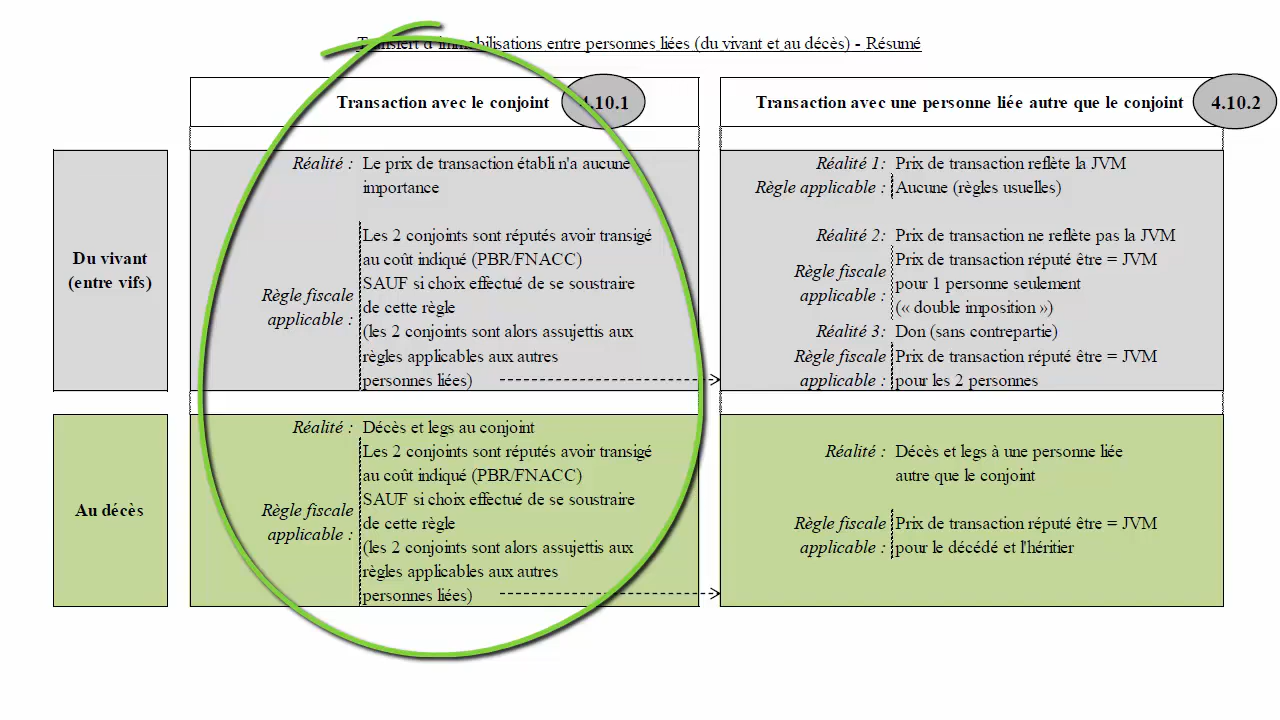 Transfert d'immobilisations entre personnes liées (du vivant et au décès) - Résumé
Transaction avec le conjoint
4.10.1
Transaction avec une personne liée autre que le conjoint
4.10.2
Du vivant
(entre vifs)
Réalité : Le prix de transaction établi n'a aucune
importance
Règle fiscale
applicable :
Les 2 conjoints sont réputés avoir transigé
au coût indiqué (PBR/FNACC)
SAUF si choix effectué de se soustraire
de cette règle
(les 2 conjoints sont alors assujettis aux
règles applicables aux autres
personnes liées)
Réalité 1: Prix de transaction reflète la JVM
Règle applicable : Aucune (règles usuelles)
Réalité 2: Prix de transaction ne reflète pas la JVM
Règle fiscale
applicable :
Prix de transaction réputé être = JVM
pour 1 personne seulement
(« double imposition »)
Réalité 3: Don (sans contrepartie)
Règle fiscale Prix de transaction réputé être = JVM
applicable : pour les 2 personnes
Au décès
Réalité : Décès et legs au conjoint
Règle fiscale
applicable :
Les 2 conjoints sont réputés avoir transigé
au coût indiqué (PBR/FNACC)
SAUF si choix effectué de se soustraire
de cette règle
(les 2 conjoints sont alors assujettis aux
règles applicables aux autres
personnes liées)
Réalité : Décès et legs à une personne liée
autre que le conjoint
Règle fiscale Prix de transaction réputé être = JVM
applicable : pour le décédé et l'héritier